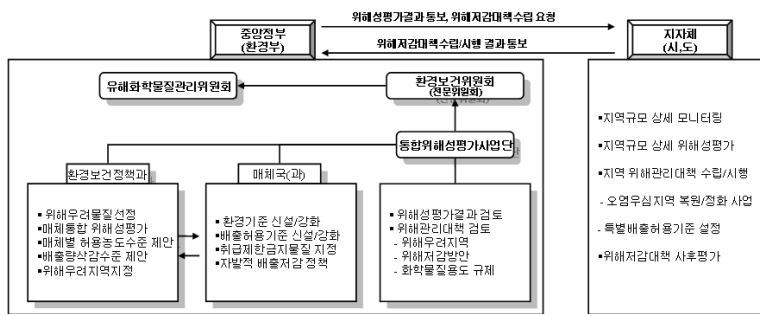 위해성평가결과 통보, 위해저감대책수립 요청
중앙정부
(환경부)
지자체
(시,도)
위해저감대책수립/시행 결과 통보
유해화학물질관리위원회
환경보건위원회
(전문위원회)
통합위해성평가사업단
환경보건정책과
매체국(과)
▪위해우려물질선정
▪매체통합 위해성평가
▪매체별 허용농도수준 제안
▪배출량삭감수준 제안
▪위해우려지역지정
▪환경기준 신설/강화
▪배출허용기준 신설/강화
▪취급제한금지물질 지정
▪자발적 배출저감 정책
▪위해성평가결과 검토
▪위해관리대책 검토
- 위해우려지역
- 위해저감방안
- 화학물질용도 규제
▪지역규모 상세 모니터링
▪지역규모 상세 위해성평가
▪지역 위해관리대책 수립/시행
- 오염우심지역 복원/정화 사업
- 특별배출허용기준 설정
▪위해저감대책 사후평가